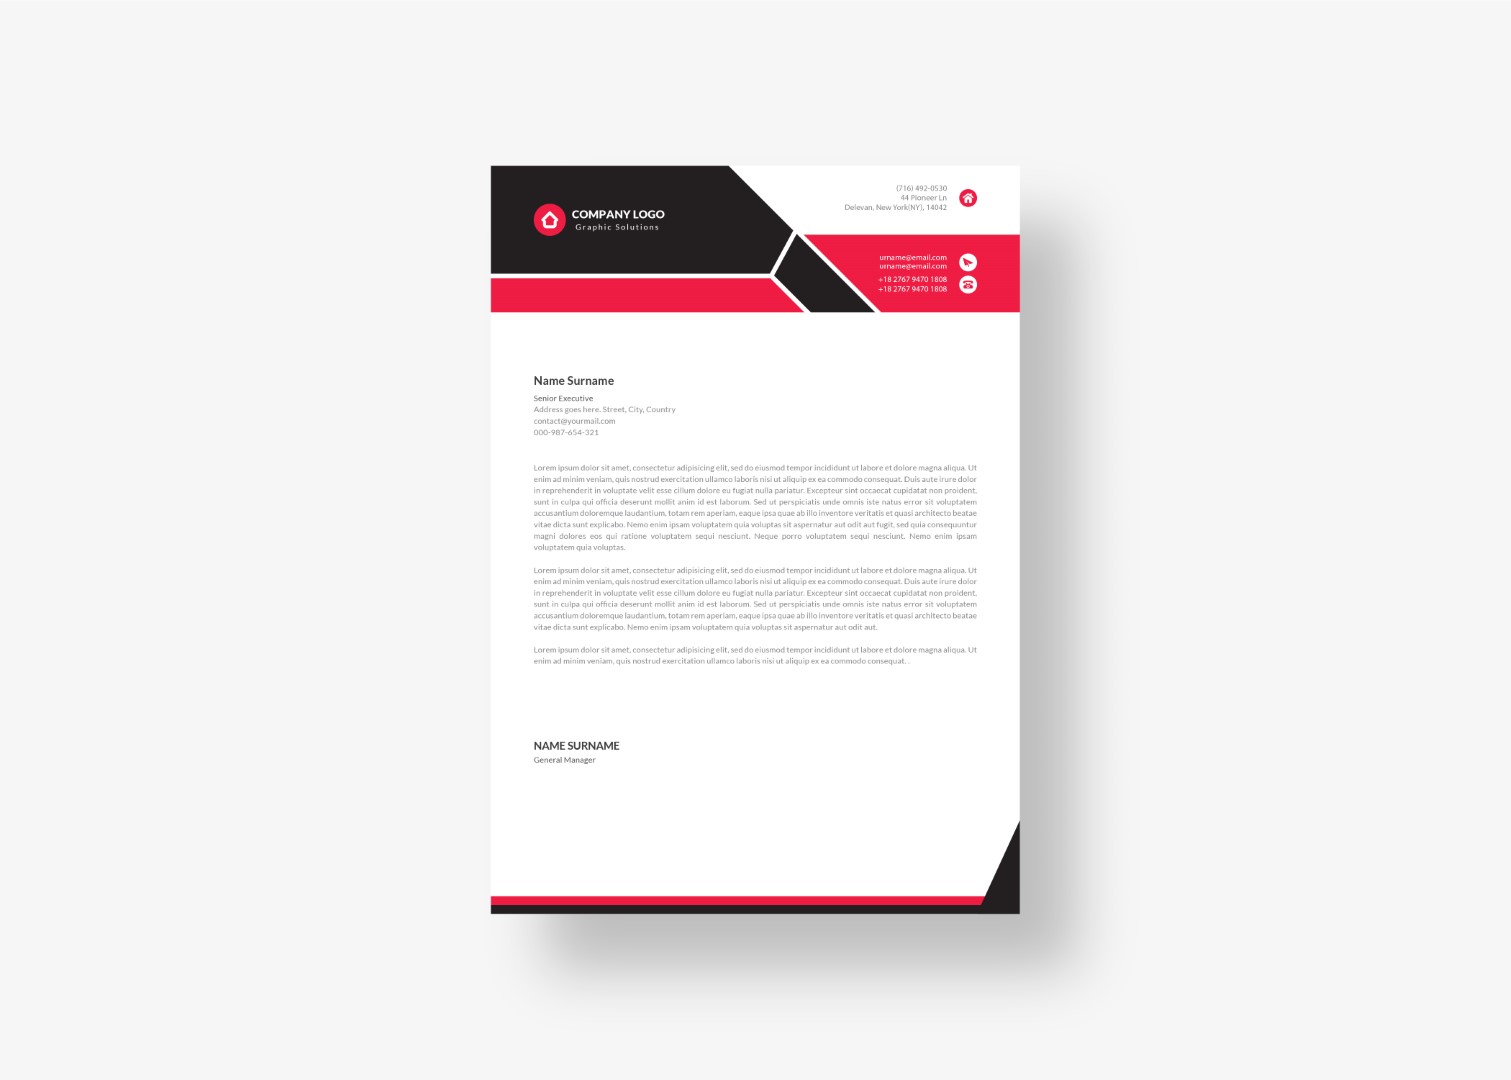 COMPANY LOGO
Graphic Solutions
(716) 492-0530
44 Pioneer Ln
Delevan, New York(NY), 14042
urname@email.com
urname@email.com
+18 2767 9470 1808
+18 2767 9470 1808
Name Surname
Senior Executive
Address goes here. Street, City, Country
contact@yourmail.com
000-987-654-321
Lorem ipsum dolor sit amet, consectetur adipisicing elit, sed do eiusmod tempor incididunt ut labore et dolore magna aliqua. Ut
enim ad minim veniam, quis nostrud exercitation ullamco laboris nisi ut aliquip ex ea commodo consequat. Duis aute irure dolor
in reprehenderit in voluptate velit esse cillum dolore eu fugiat nulla pariatur. Excepteur sint occaecat cupidatat non proident,
sunt in culpa qui officia deserunt mollit anim id est laborum. Sed ut perspiciatis unde omnis iste natus error sit voluptatem
accusantium doloremque laudantium, totam rem aperiam, eaque ipsa quae ab illo inventore veritatis et quasi architecto beatae
vitae dicta sunt explicabo. Nemo enim ipsam voluptatem quia voluptas sit aspernatur aut odit aut fugit, sed quia consequuntur
magni dolores eos qui ratione voluptatem sequi nesciunt. Neque porro voluptatem sequi nesciunt. Nemo enim ipsam
voluptatem quia voluptas.
Lorem ipsum dolor sit amet, consectetur adipisicing elit, sed do eiusmod tempor incididunt ut labore et dolore magna aliqua. Ut
enim ad minim veniam, quis nostrud exercitation ullamco laboris nisi ut aliquip ex ea commodo consequat. Duis aute irure dolor
in reprehenderit in voluptate velit esse cillum dolore eu fugiat nulla pariatur. Excepteur sint occaecat cupidatat non proident,
sunt in culpa qui officia deserunt mollit anim id est laborum. Sed ut perspiciatis unde omnis iste natus error sit voluptatem
accusantium doloremque laudantium, totam rem aperiam, eaque ipsa quae ab illo inventore veritatis et quasi architecto beatae
vitae dicta sunt explicabo. Nemo enim ipsam voluptatem quia voluptas sit aspernatur aut odit aut.
Lorem ipsum dolor sit amet, consectetur adipisicing elit, sed do eiusmod tempor incididunt ut labore et dolore magna aliqua. Ut
enim ad minim veniam, quis nostrud exercitation ullamco laboris nisi ut aliquip ex ea commodo consequat. .
NAME SURNAME
General Manager